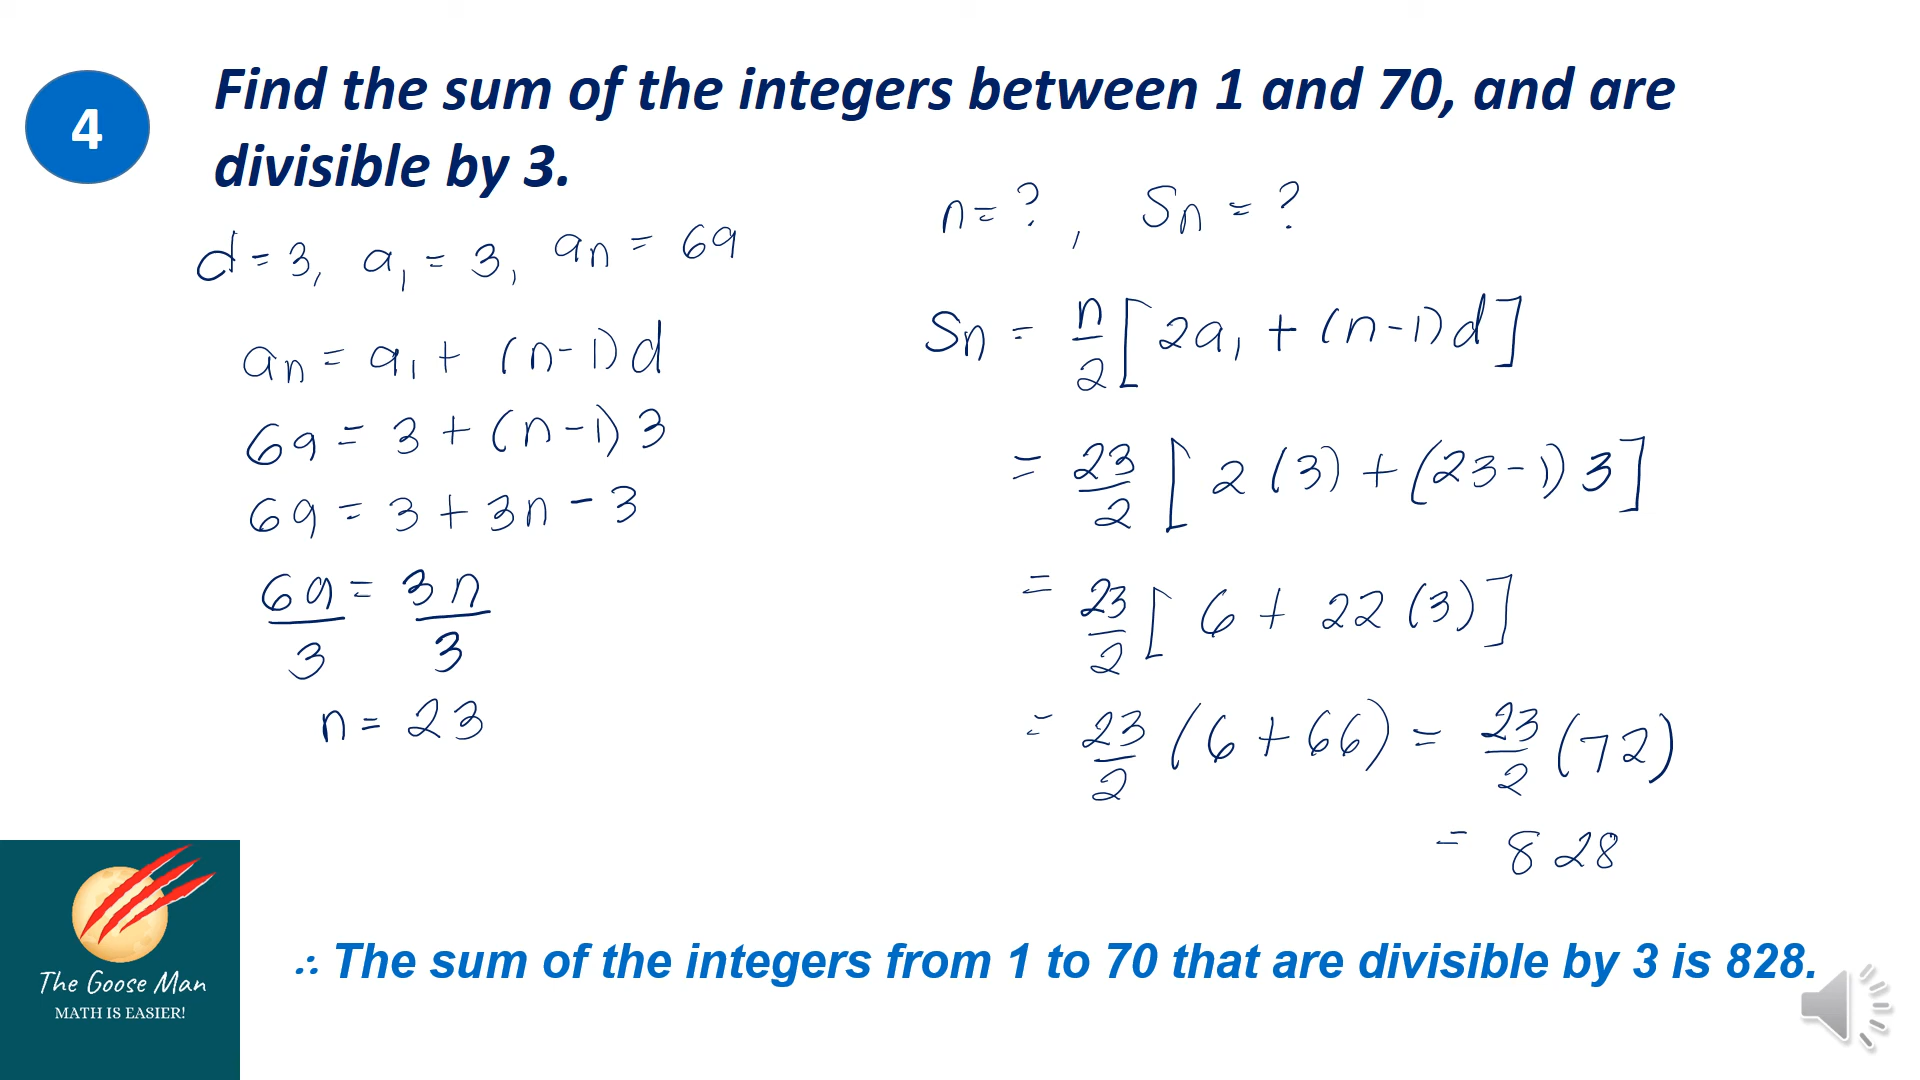 4
Find the sum of the integers between 1 and 70, and are
divisible by 3.
d = 3, a₁ = 3, aₙ = 69
aₙ = a₁ + (n-1)d
69 = 3 + (n-1)3
69 = 3 + 3n - 3
69/3 = 3n/3
n = 23
n = ?, Sₙ = ?
Sₙ = n/2 [2a₁ + (n-1)d]
= 23/2 [2(3) + (23-1)3]
= 23/2 [6 + 22(3)]
= 23/2 (6 + 66) = 23/2 (72)
= 828
∴ The sum of the integers from 1 to 70 that are divisible by 3 is 828.
The Goose Man
MATH IS EASIER!